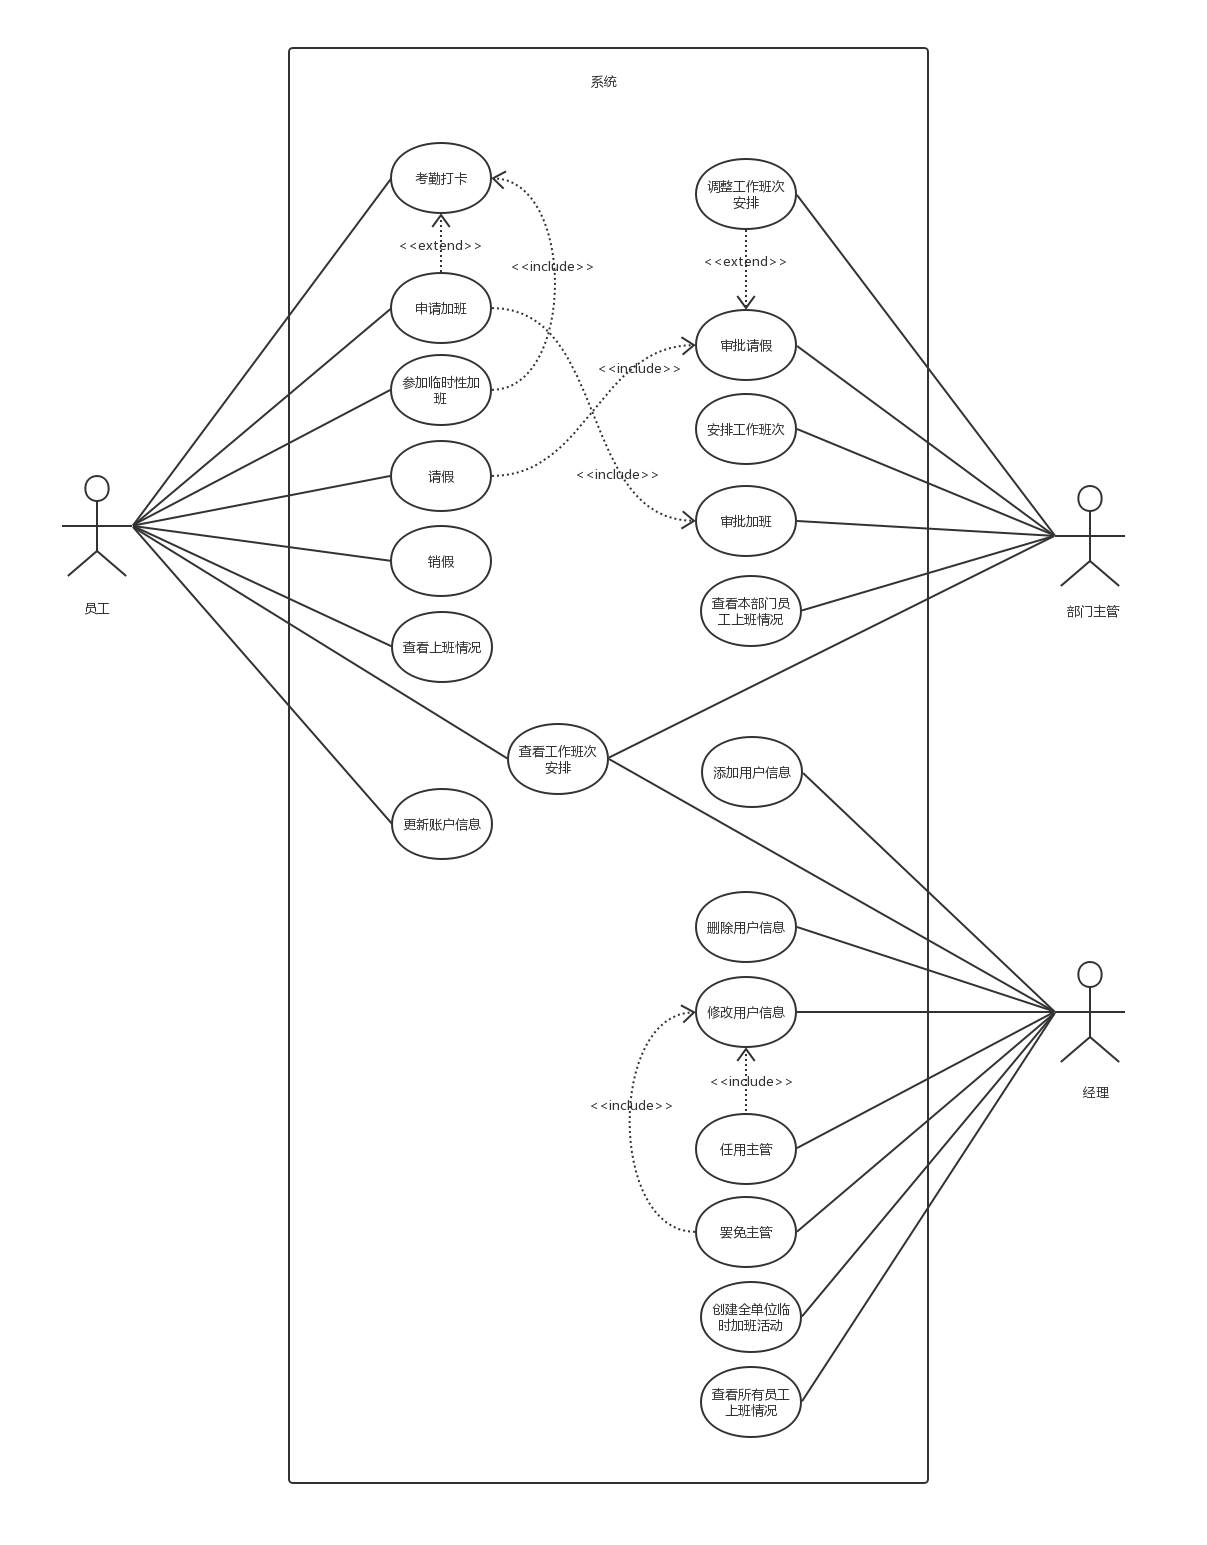 系统
考勤打卡
调整工作班次
安排
<<extend>>
<<include>>
<<extend>>
申请加班
审批请假
<<include>>
参加临时性加
班
安排工作班次
请假
<<include>>
审批加班
销假
查看本部门员
工上班情况
员工
部门主管
查看上班情况
查看工作班次
安排
添加用户信息
更新账户信息
删除用户信息
修改用户信息
<<include>>
经理
<<include>>
任用主管
罢免主管
创建全单位临
时加班活动
查看所有员工
上班情况